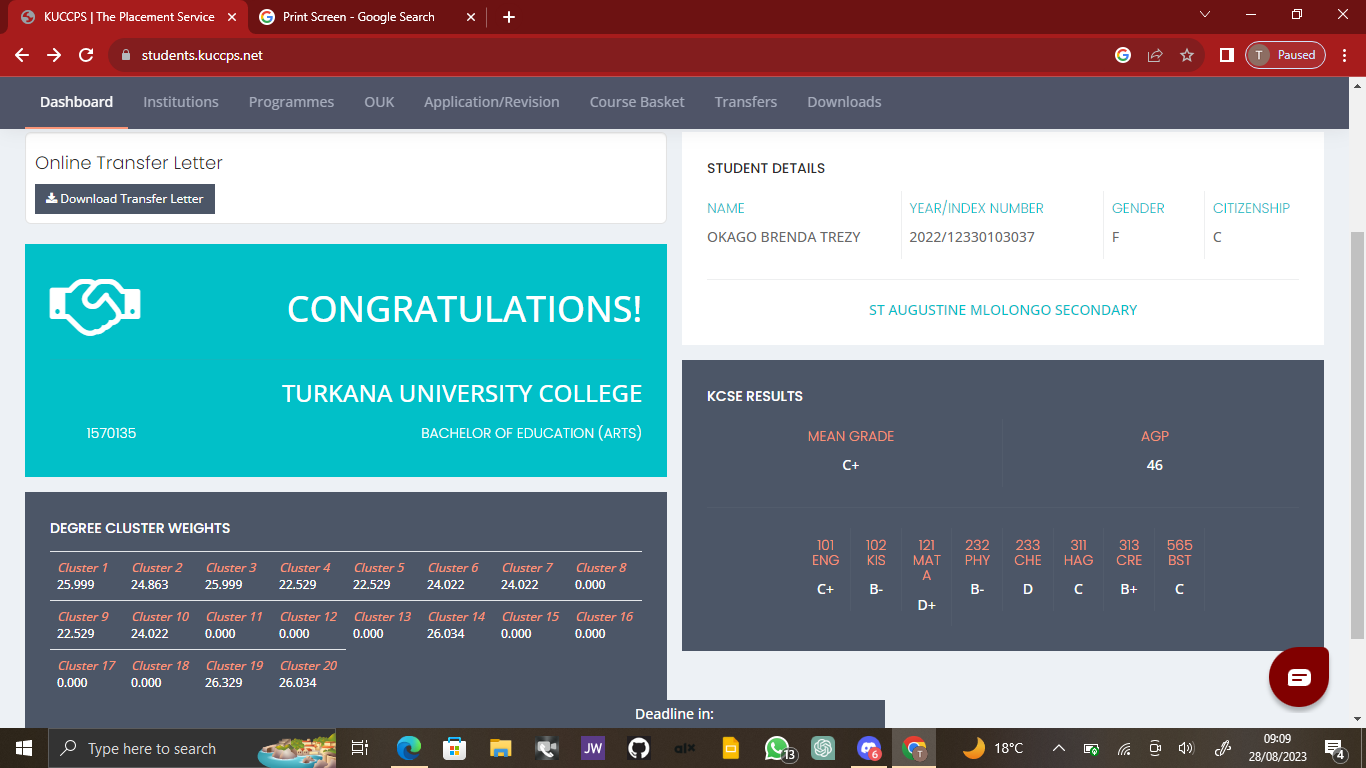 KUCCPS | The Placement Service
Print Screen - Google Search
students.kuccps.net
T Paused
Dashboard Institutions Programmes OUK Application/Revision Course Basket Transfers Downloads
Online Transfer Letter
Download Transfer Letter
CONGRATULATIONS!
TURKANA UNIVERSITY COLLEGE
1570135 BACHELOR OF EDUCATION (ARTS)
DEGREE CLUSTER WEIGHTS
Cluster 1 Cluster 2 Cluster 3 Cluster 4 Cluster 5 Cluster 6 Cluster 7 Cluster 8
25.999 24.863 25.999 22.529 22.529 24.022 24.022 0.000
Cluster 9 Cluster 10 Cluster 11 Cluster 12 Cluster 13 Cluster 14 Cluster 15 Cluster 16
22.529 24.022 0.000 0.000 0.000 26.034 0.000 0.000
Cluster 17 Cluster 18 Cluster 19 Cluster 20
0.000 0.000 26.329 26.034
STUDENT DETAILS
NAME YEAR/INDEX NUMBER GENDER CITIZENSHIP
OKAGO BRENDA TREZY 2022/12330103037 F C
ST AUGUSTINE MLOLONGO SECONDARY
KCSE RESULTS
MEAN GRADE AGP
C+ 46
101 102 121 232 233 311 313 565
ENG KIS MAT PHY CHE HAG CRE BST
A
C+ B- D+ B- D C B+ C
Deadline in:
Type here to search
JW
alx
13
6
T
18°C
09:09
28/08/2023
4